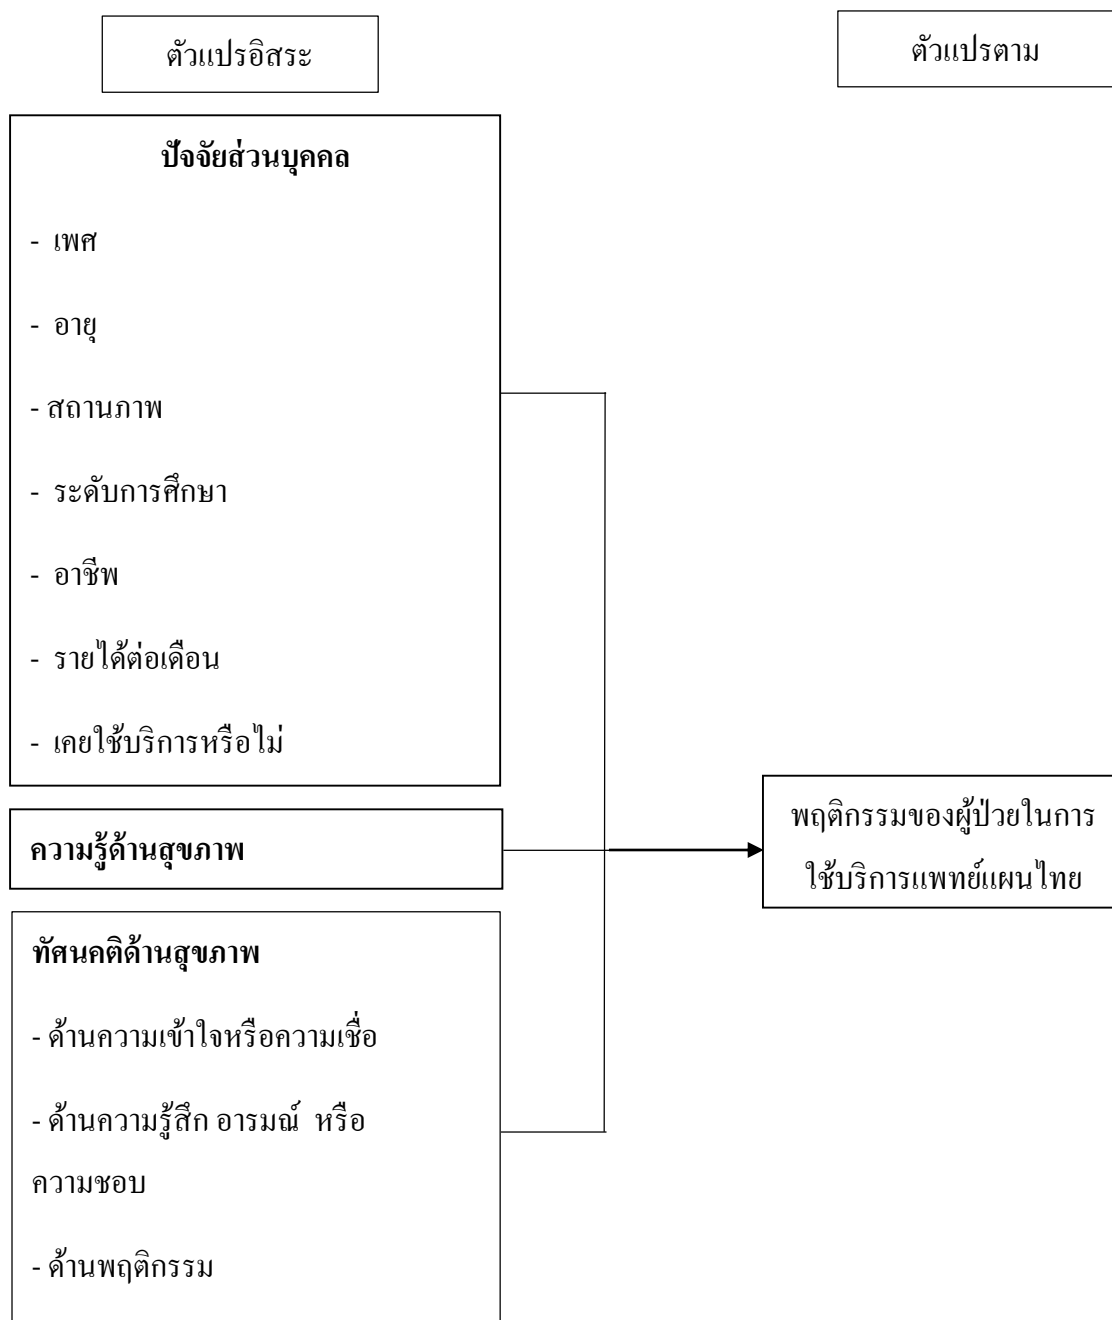 ตัวแปรอิสระ
ตัวแปรตาม
ปัจจัยส่วนบุคคล
- เพศ
- อายุ
- สถานภาพ
- ระดับการศึกษา
- อาชีพ
- รายได้ต่อเดือน
- เคยใช้บริการหรือไม่
ความรู้ด้านสุขภาพ
ทัศนคติด้านสุขภาพ
- ด้านความเข้าใจหรือความเชื่อ
- ด้านความรู้สึก อารมณ์ หรือ
ความชอบ
- ด้านพฤติกรรม
พฤติกรรมของผู้ป่วยในการ
ใช้บริการแพทย์แผนไทย